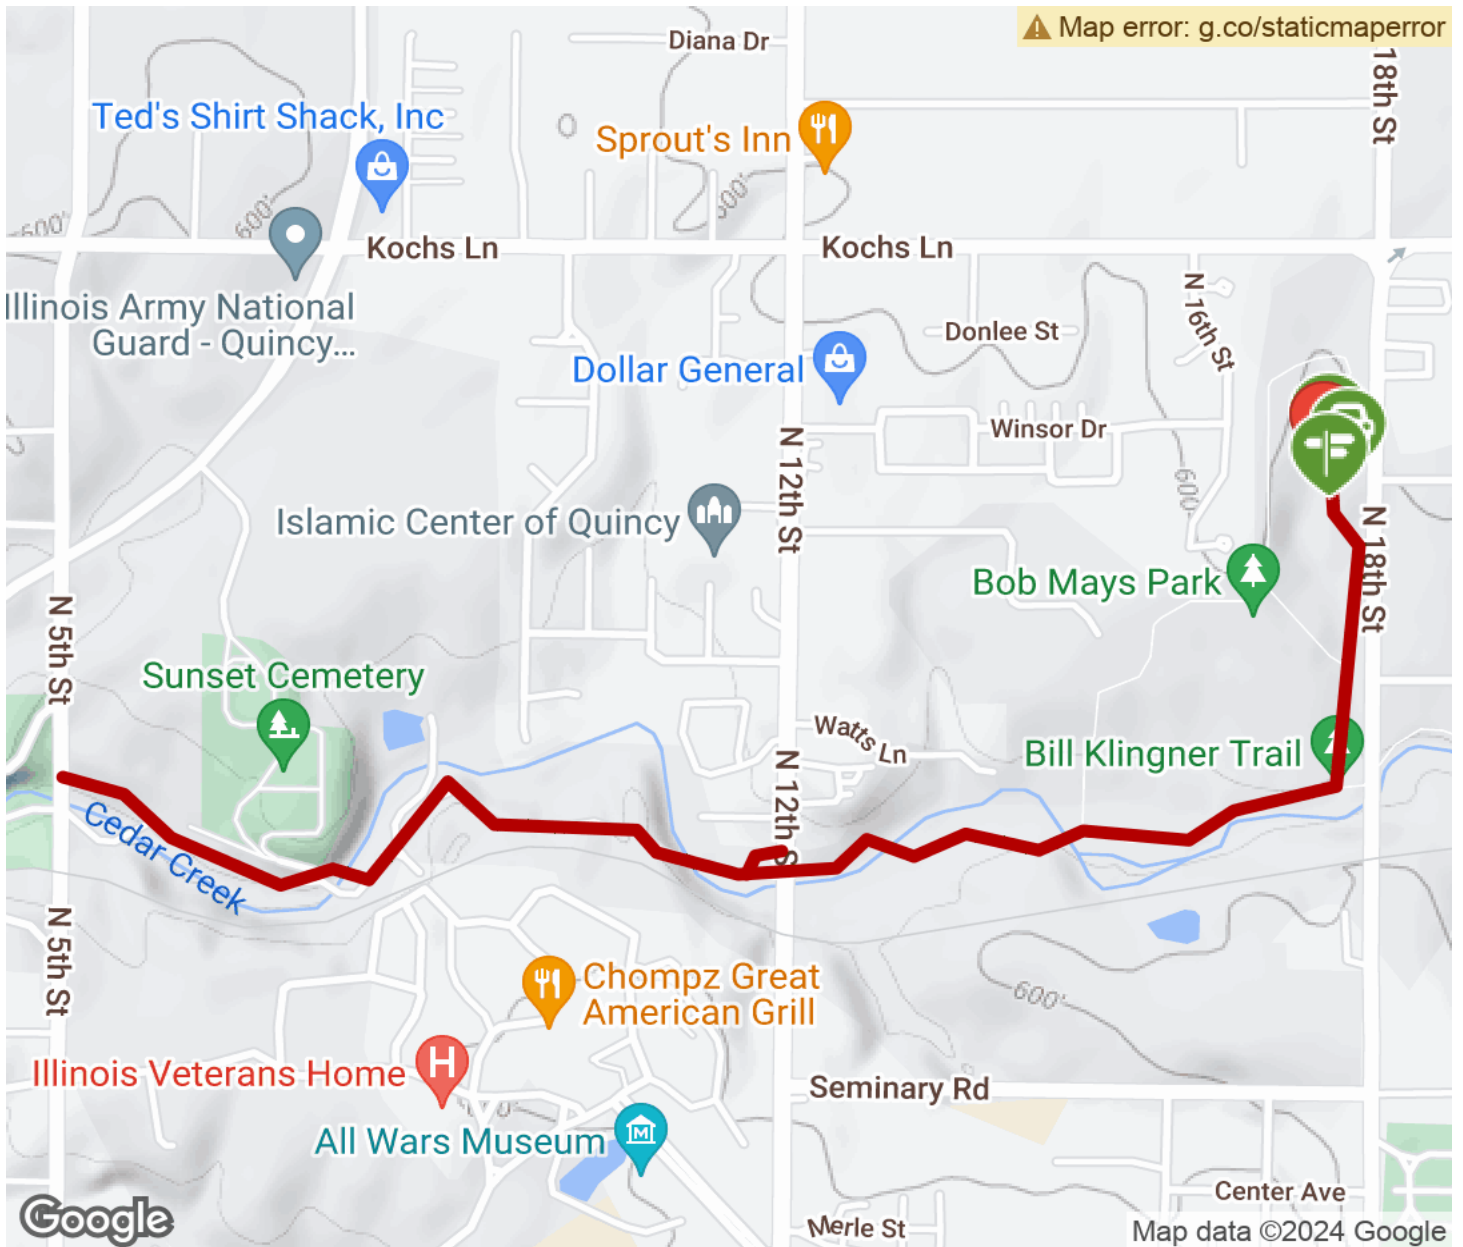 Map error: g.co/staticmaperror
Diana Dr
18th St
Ted's Shirt Shack, Inc
Sprout's Inn
600'
600'
600'
Kochs Ln
Kochs Ln
Illinois Army National
Guard - Quincy...
N 16th St
Donlee St
Dollar General
Winsor Dr
N 12th St
600
Islamic Center of Quincy
N 18th St
Bob Mays Park
N 5th St
Sunset Cemetery
Watts Ln
Bill Klingner Trail
N 12th S
Cedar Creek
N 5th St
Chompz Great
American Grill
600'
Illinois Veterans Home
H
Seminary Rd
All Wars Museum
M
Center Ave
Merle St
Google
Map data ©2024 Google